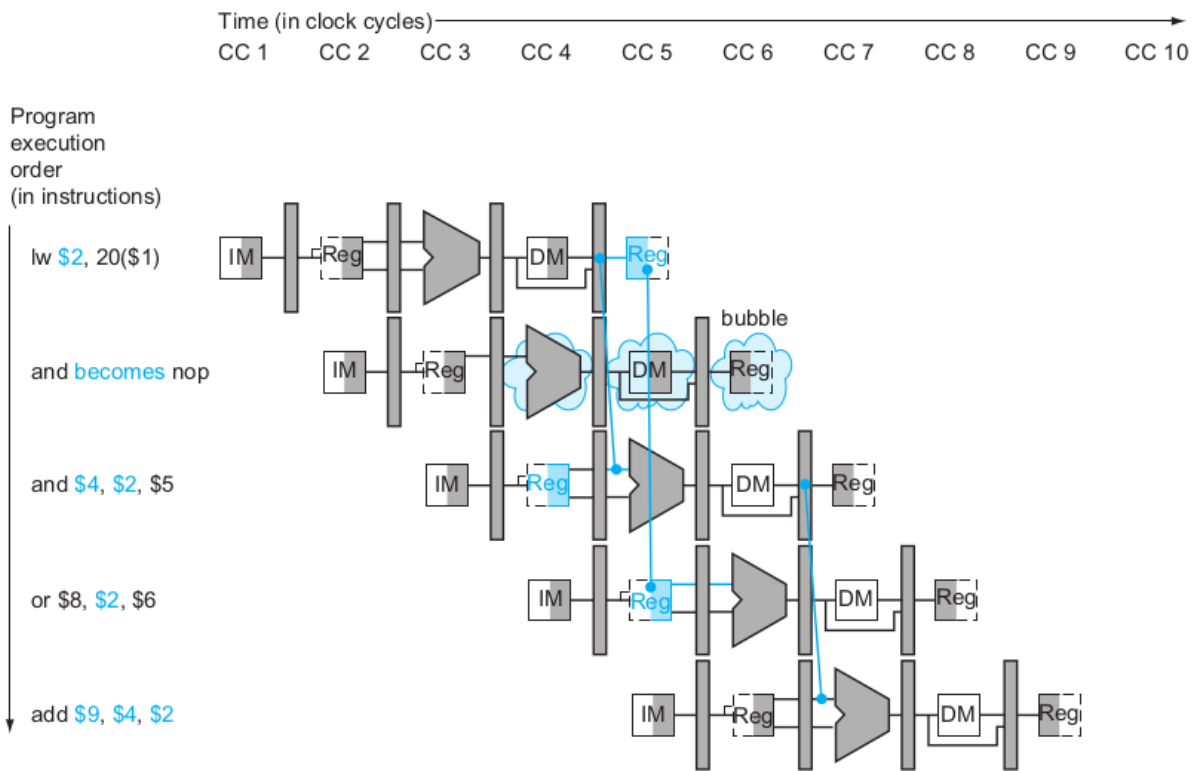 Time (in clock cycles)
CC 1 CC 2 CC 3 CC 4 CC 5 CC 6 CC 7 CC 8 CC 9 CC 10
Program
execution
order
(in instructions)
lw $2, 20($1)
IM Reg DM Reg
bubble
and becomes nop
IM Reg DM Reg
and $4, $2, $5
IM Reg DM Reg
or $8, $2, $6
IM Reg DM Reg
add $9, $4, $2
IM Reg DM Reg